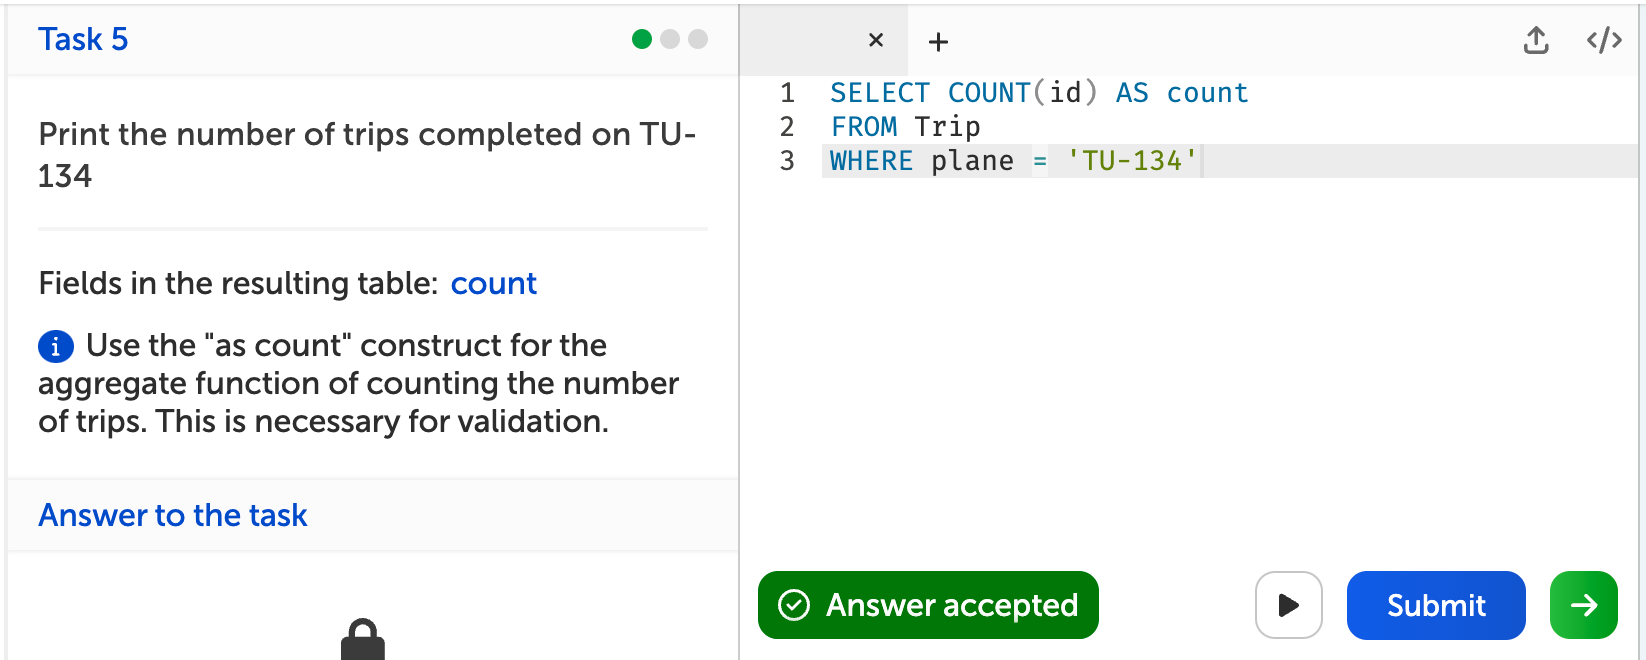 Task 5
Print the number of trips completed on TU-
134
Fields in the resulting table: count
i Use the "as count" construct for the
aggregate function of counting the number
of trips. This is necessary for validation.
Answer to the task
× +
</>
1 SELECT COUNT(id) AS count
2 FROM Trip
3 WHERE plane = 'TU-134'
Answer accepted
Submit